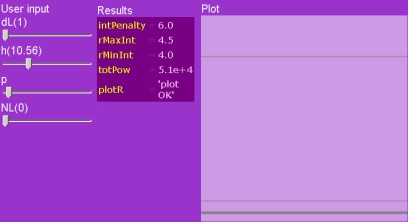 User input
dL(1)
h(10.56)
p
NL(0)
Results
intPenalty = 6.0
rMaxInt = 4.5
rMinInt = 4.0
totPow = 5.1e+4
plotR = 'plot
OK'
Plot